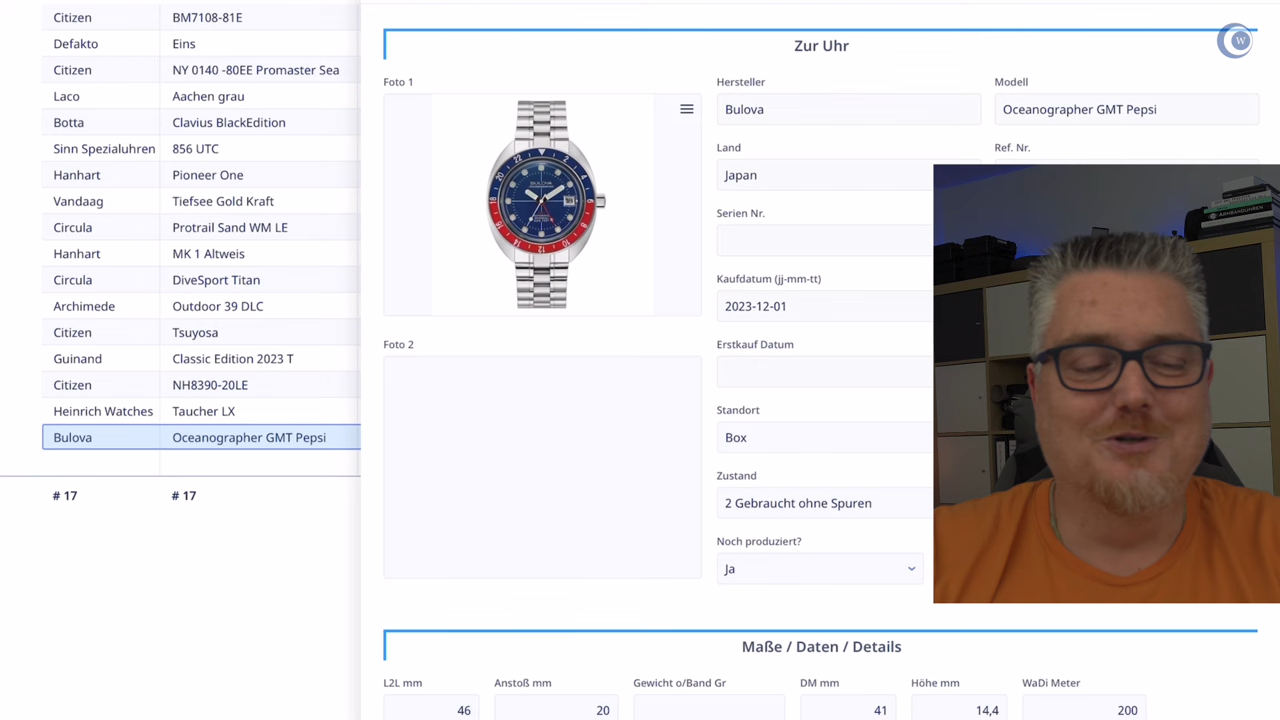 Citizen BM7108-81E
Defakto Eins
Citizen NY 0140 -80EE Promaster Sea
Laco Aachen grau
Botta Clavius BlackEdition
Sinn Spezialuhren 856 UTC
Hanhart Pioneer One
Vandaag Tiefsee Gold Kraft
Circula Protrail Sand WM LE
Hanhart MK 1 Altweis
Circula DiveSport Titan
Archimede Outdoor 39 DLC
Citizen Tsuyosa
Guinand Classic Edition 2023 T
Citizen NH8390-20LE
Heinrich Watches Taucher LX
Bulova Oceanographer GMT Pepsi
# 17 # 17
Zur Uhr
W
Foto 1
Foto 2
Hersteller
Bulova
Modell
Oceanographer GMT Pepsi
Land
Japan
Ref. Nr.
Serien Nr.
Kaufdatum (jj-mm-tt)
2023-12-01
Erstkauf Datum
Standort
Box
Zustand
2 Gebraucht ohne Spuren
Noch produziert?
Ja
ARMBANDUHREN
Maße / Daten / Details
L2L mm
46
Anstoß mm
20
Gewicht o/Band Gr
DM mm
41
Höhe mm
14,4
WaDi Meter
200